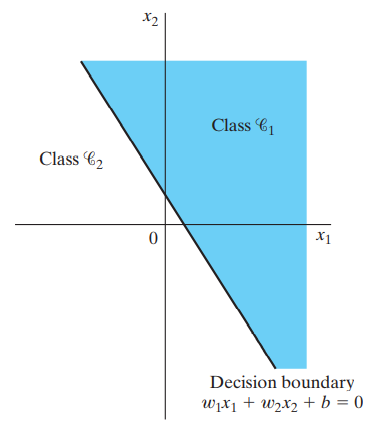 x₂
Class 𝒞₁
Class 𝒞₂
0
x₁
Decision boundary
w₁x₁ + w₂x₂ + b = 0